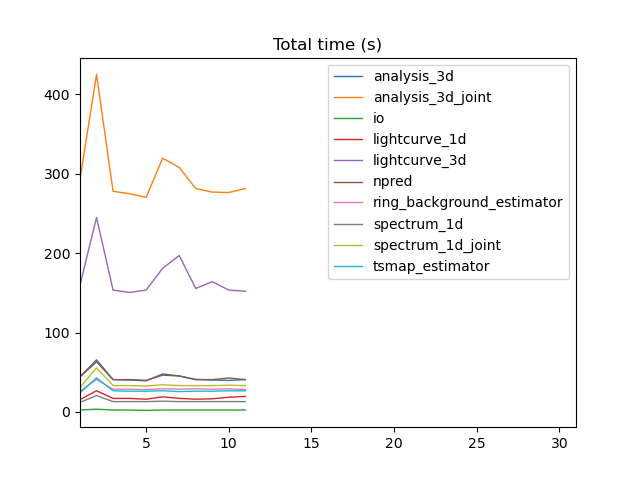 Total time (s)
analysis_3d
analysis_3d_joint
io
lightcurve_1d
lightcurve_3d
npred
ring_background_estimator
spectrum_1d
spectrum_1d_joint
tsmap_estimator
400
300
200
100
0
5 10 15 20 25 30